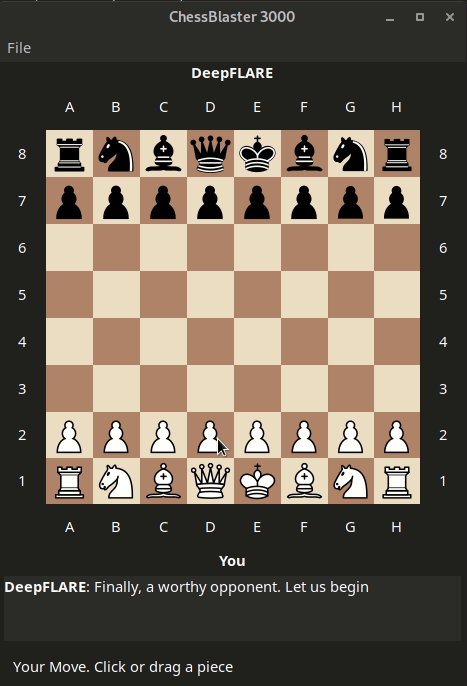 ChessBlaster 3000
File
DeepFLARE
A B C D E F G H
8 8
7 7
6 6
5 5
4 4
3 3
2 2
1 1
A B C D E F G H
You
DeepFLARE: Finally, a worthy opponent. Let us begin
Your Move. Click or drag a piece